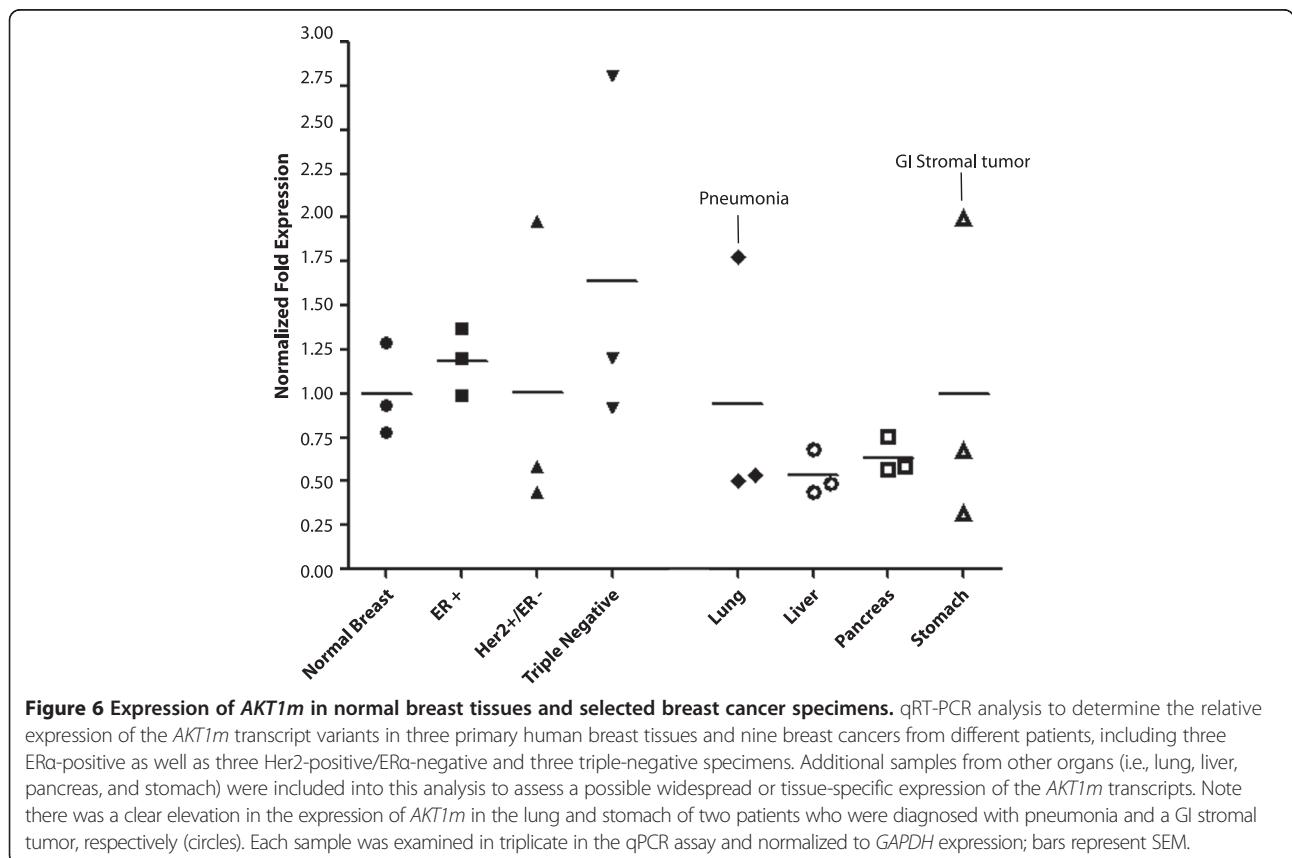 3.00
2.75
2.50
2.25
2.00
1.75
1.50
1.25
1.00
0.75
0.50
0.25
0.00
Normalized Fold Expression
Pneumonia
GI Stromal tumor
Normal Breast
ER +
Her2+/ER -
Triple Negative
Lung
Liver
Pancreas
Stomach
Figure 6 Expression of AKT1m in normal breast tissues and selected breast cancer specimens. qRT-PCR analysis to determine the relative
expression of the AKT1m transcript variants in three primary human breast tissues and nine breast cancers from different patients, including three
ERα-positive as well as three Her2-positive/ERα-negative and three triple-negative specimens. Additional samples from other organs (i.e., lung, liver,
pancreas, and stomach) were included into this analysis to assess a possible widespread or tissue-specific expression of the AKT1m transcripts. Note
there was a clear elevation in the expression of AKT1m in the lung and stomach of two patients who were diagnosed with pneumonia and a GI stromal
tumor, respectively (circles). Each sample was examined in triplicate in the qPCR assay and normalized to GAPDH expression; bars represent SEM.